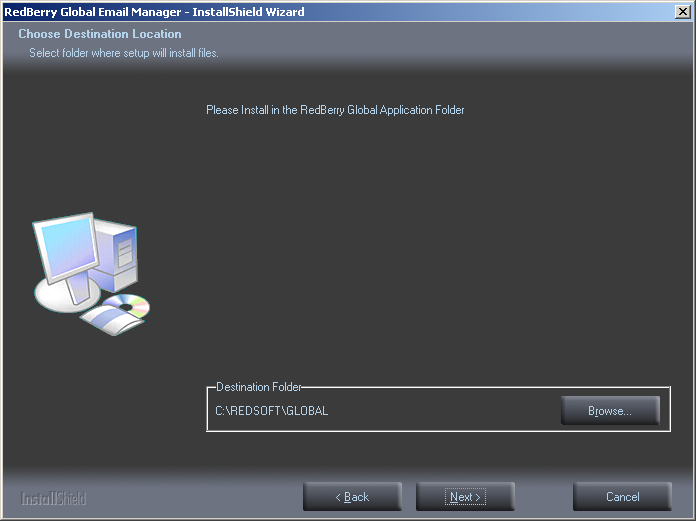 RedBerry Global Email Manager - InstallShield Wizard
Choose Destination Location
Select folder where setup will install files.
Please Install in the RedBerry Global Application Folder
Destination Folder
C:\REDSOFT\GLOBAL
Browse...
InstallShield
< Back
Next >
Cancel